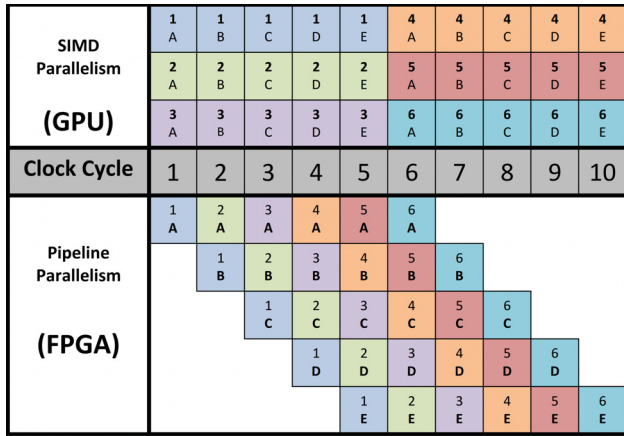 SIMD
Parallelism
(GPU)
1 1 1 1 1 4 4 4 4 4
A B C D E A B C D E
2 2 2 2 2 5 5 5 5 5
A B C D E A B C D E
3 3 3 3 3 6 6 6 6 6
A B C D E A B C D E
Clock Cycle 1 2 3 4 5 6 7 8 9 10
Pipeline
Parallelism
(FPGA)
1 2 3 4 5 6
A A A A A A
1 2 3 4 5 6
B B B B B B
1 2 3 4 5 6
C C C C C C
1 2 3 4 5 6
D D D D D D
1 2 3 4 5 6
E E E E E E